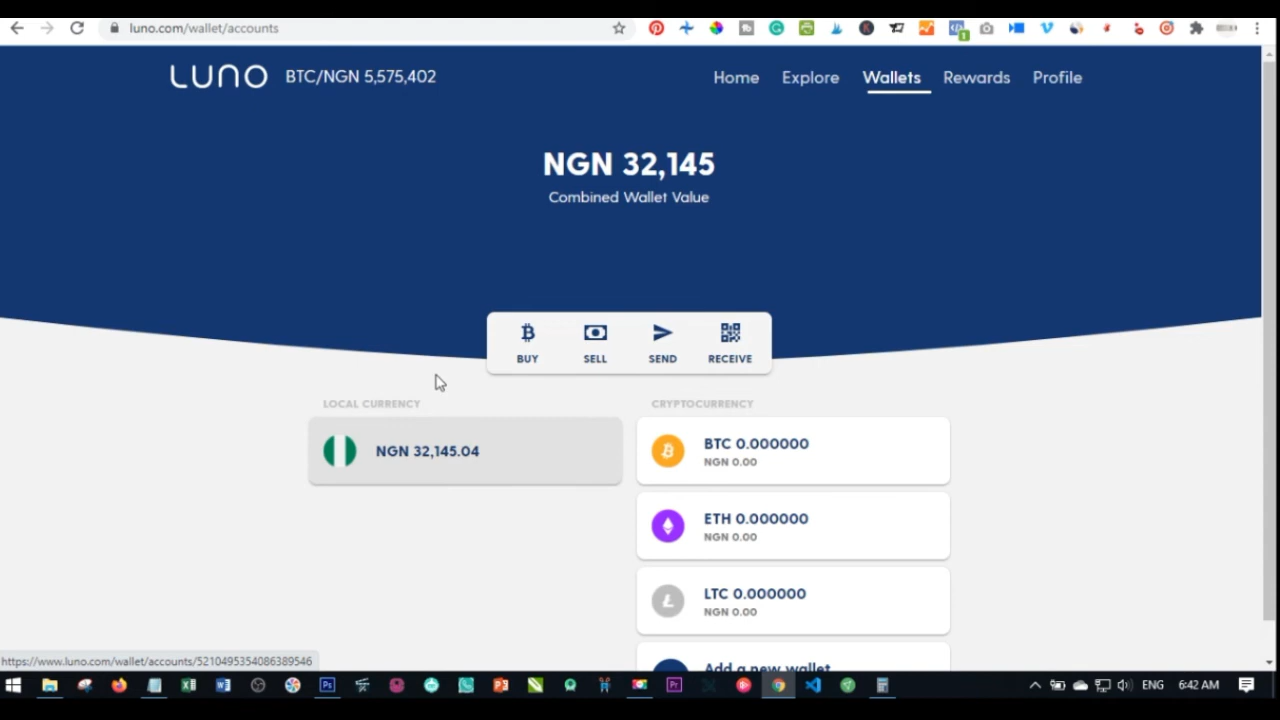 luno.com/wallet/accounts
LUNO BTC/NGN 5,575,402 Home Explore Wallets Rewards Profile
NGN 32,145
Combined Wallet Value
BUY SELL SEND RECEIVE
LOCAL CURRENCY
NGN 32,145.04
CRYPTOCURRENCY
BTC 0.000000
NGN 0.00
ETH 0.000000
NGN 0.00
LTC 0.000000
NGN 0.00
Add a new wallet
https://www.luno.com/wallet/accounts/5210495354086389546
ENG 6:42 AM